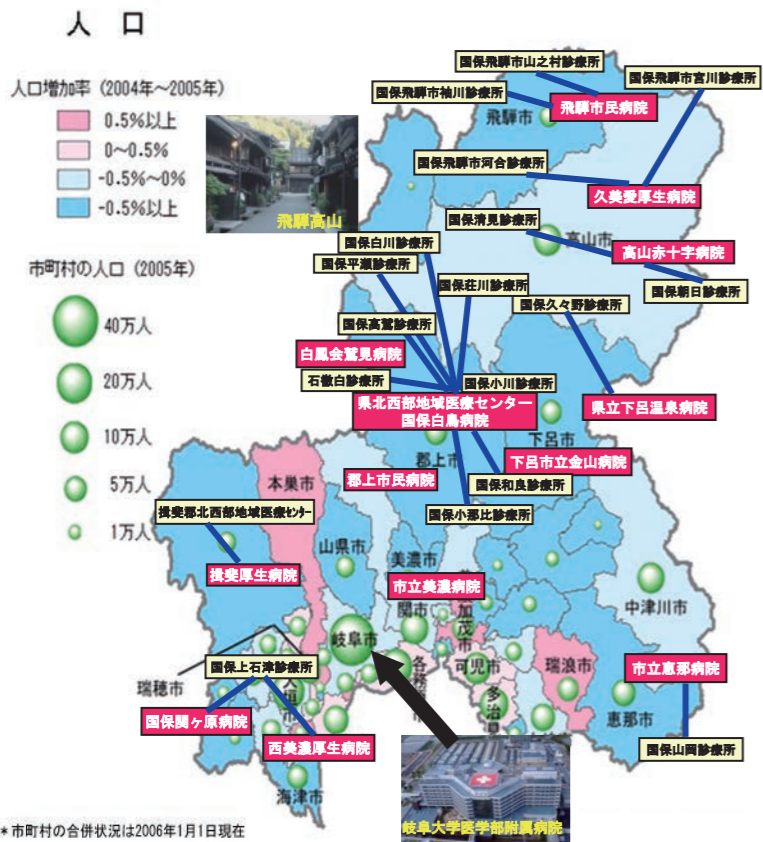 人 口
人口増加率 (2004年～2005年)
0.5%以上
0～0.5%
-0.5%～0%
-0.5%以上
市町村の人口 (2005年)
40万人
20万人
10万人
5万人
1万人
飛騨高山
国保飛騨市山之村診療所
国保飛騨市宮川診療所
国保飛騨市袖川診療所
飛騨市民病院
飛騨市
国保飛騨市河合診療所
久美愛厚生病院
国保清見診療所
国保白川診療所
高山市
高山赤十字病院
国保平瀬診療所
国保荘川診療所
国保朝日診療所
国保久々野診療所
国保高鷲診療所
白鳳会鷲見病院
石徹白診療所
国保小川診療所
県北西部地域医療センター
国保白鳥病院
県立下呂温泉病院
下呂市
郡上市
下呂市立金山病院
郡上市民病院
国保和良診療所
本巣市
国保小那比診療所
揖斐郡北西部地域医療センター
山県市
美濃市
揖斐厚生病院
市立美濃病院
関市
加茂市
中津川市
岐阜市
国保上石津診療所
可児市
瑞浪市
市立恵那病院
瑞穂市
大垣市
各務
多治見
国保関ヶ原病院
恵那市
西美濃厚生病院
国保山岡診療所
海津市
岐阜大学医学部附属病院
*市町村の合併状況は2006年1月1日現在